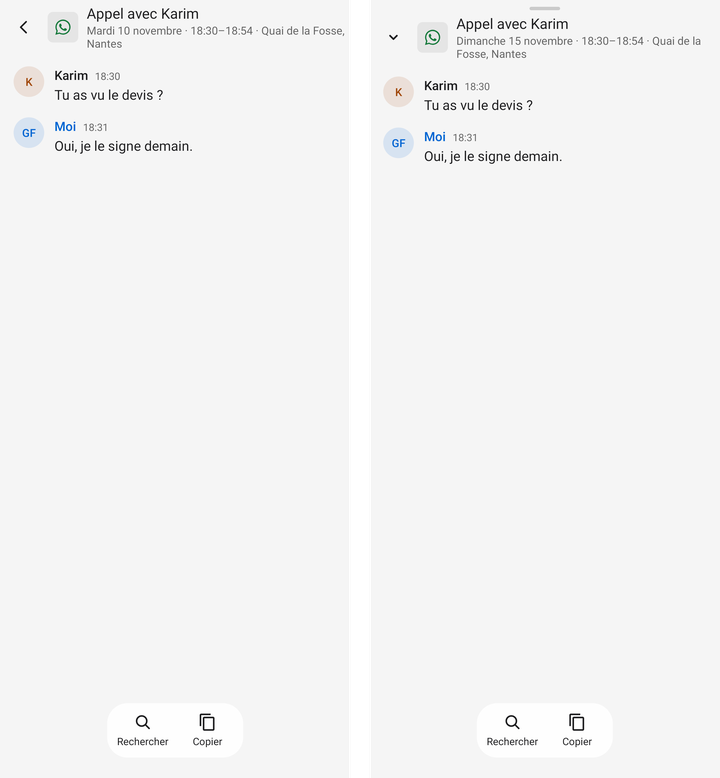 Appel avec Karim
Mardi 10 novembre · 18:30–18:54 · Quai de la Fosse,
Nantes
K
Karim 18:30
Tu as vu le devis ?
GF
Moi 18:31
Oui, je le signe demain.
Rechercher
Copier
Appel avec Karim
Dimanche 15 novembre · 18:30–18:54 · Quai de la
Fosse, Nantes
K
Karim 18:30
Tu as vu le devis ?
GF
Moi 18:31
Oui, je le signe demain.
Rechercher
Copier